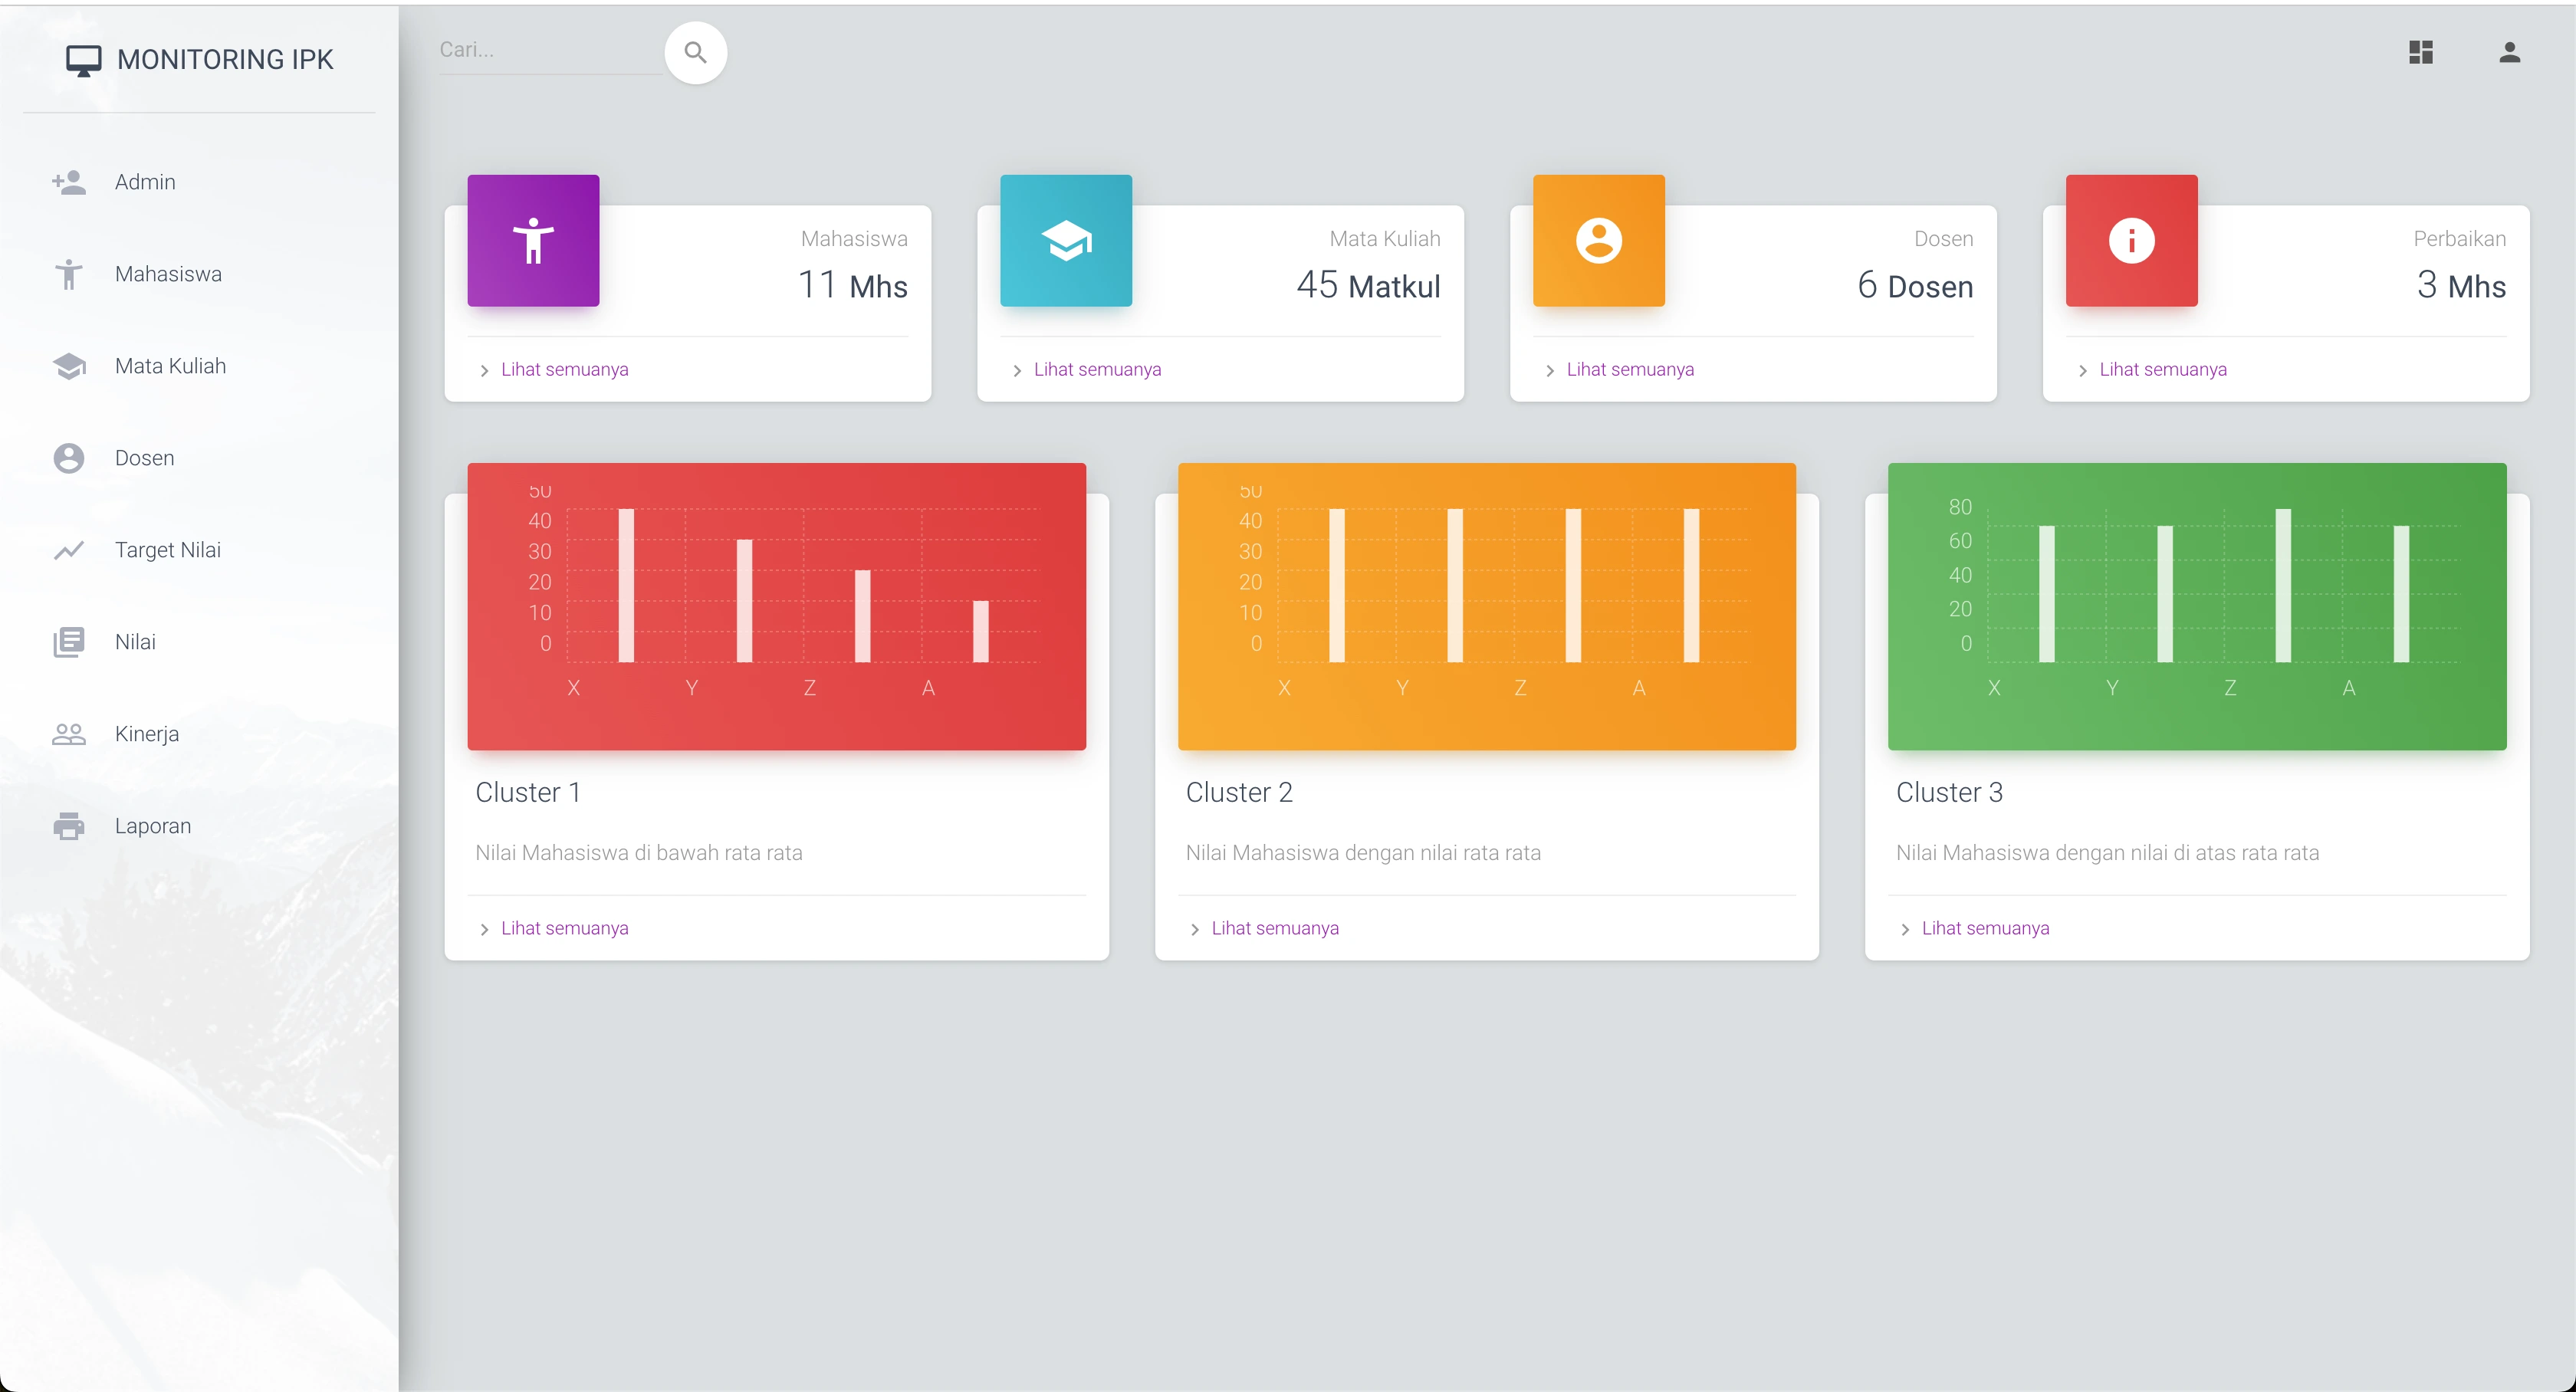 MONITORING IPK
Cari...
Admin
Mahasiswa
Mata Kuliah
Dosen
Target Nilai
Nilai
Kinerja
Laporan
Mahasiswa
11 Mhs
Lihat semuanya
Mata Kuliah
45 Matkul
Lihat semuanya
Dosen
6 Dosen
Lihat semuanya
Perbaikan
3 Mhs
Lihat semuanya
50
40
30
20
10
0
X Y Z A
Cluster 1
Nilai Mahasiswa di bawah rata rata
Lihat semuanya
50
40
30
20
10
0
X Y Z A
Cluster 2
Nilai Mahasiswa dengan nilai rata rata
Lihat semuanya
80
60
40
20
0
X Y Z A
Cluster 3
Nilai Mahasiswa dengan nilai di atas rata rata
Lihat semuanya